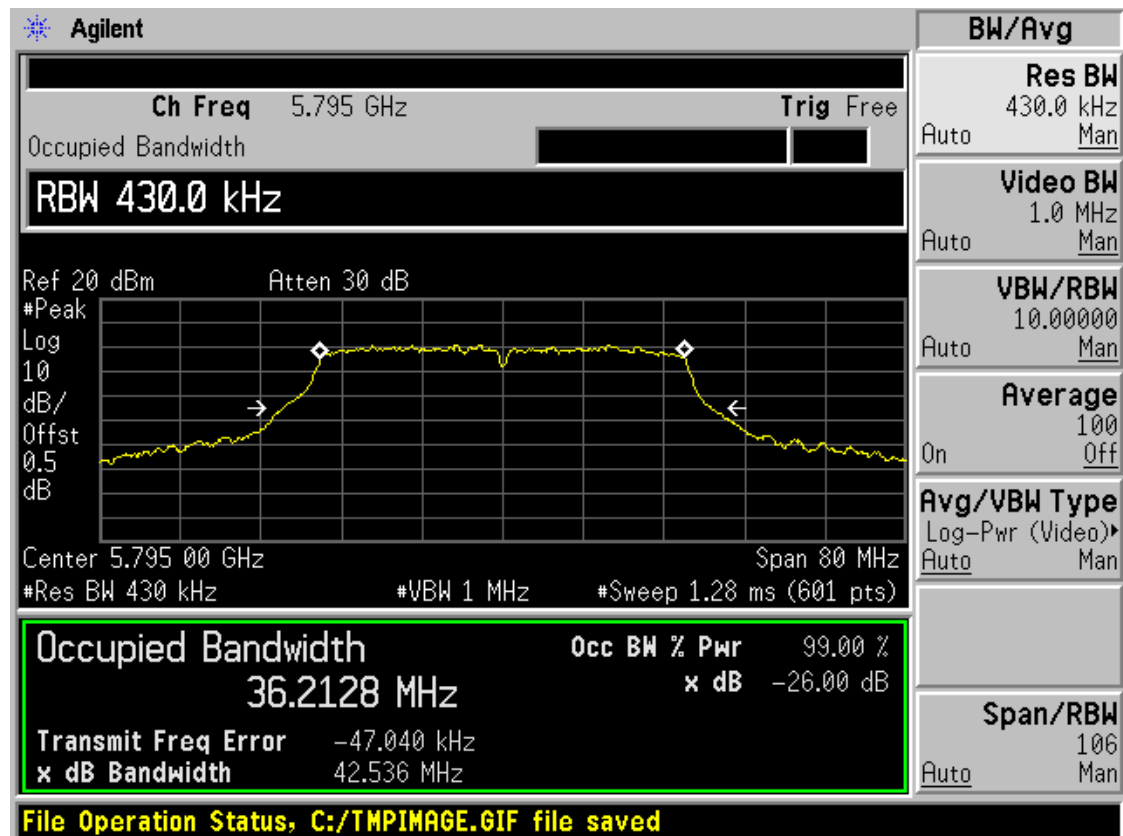 Agilent
Ch Freq 5.795 GHz Trig Free
Occupied Bandwidth
RBW 430.0 kHz
Ref 20 dBm Atten 30 dB
#Peak
Log
10
dB/
Offst
0.5
dB
Center 5.795 00 GHz Span 80 MHz
#Res BW 430 kHz #VBW 1 MHz #Sweep 1.28 ms (601 pts)
Occupied Bandwidth
36.2128 MHz
Occ BW % Pwr 99.00 %
x dB -26.00 dB
Transmit Freq Error -47.040 kHz
x dB Bandwidth 42.536 MHz
File Operation Status, C:/TMPIMAGE.GIF file saved
BW/Avg
Res BW
430.0 kHz
Auto Man
Video BW
1.0 MHz
Auto Man
VBW/RBW
10.00000
Auto Man
Average
100
On Off
Avg/VBW Type
Log-Pwr (Video)
Auto Man
Span/RBW
106
Auto Man